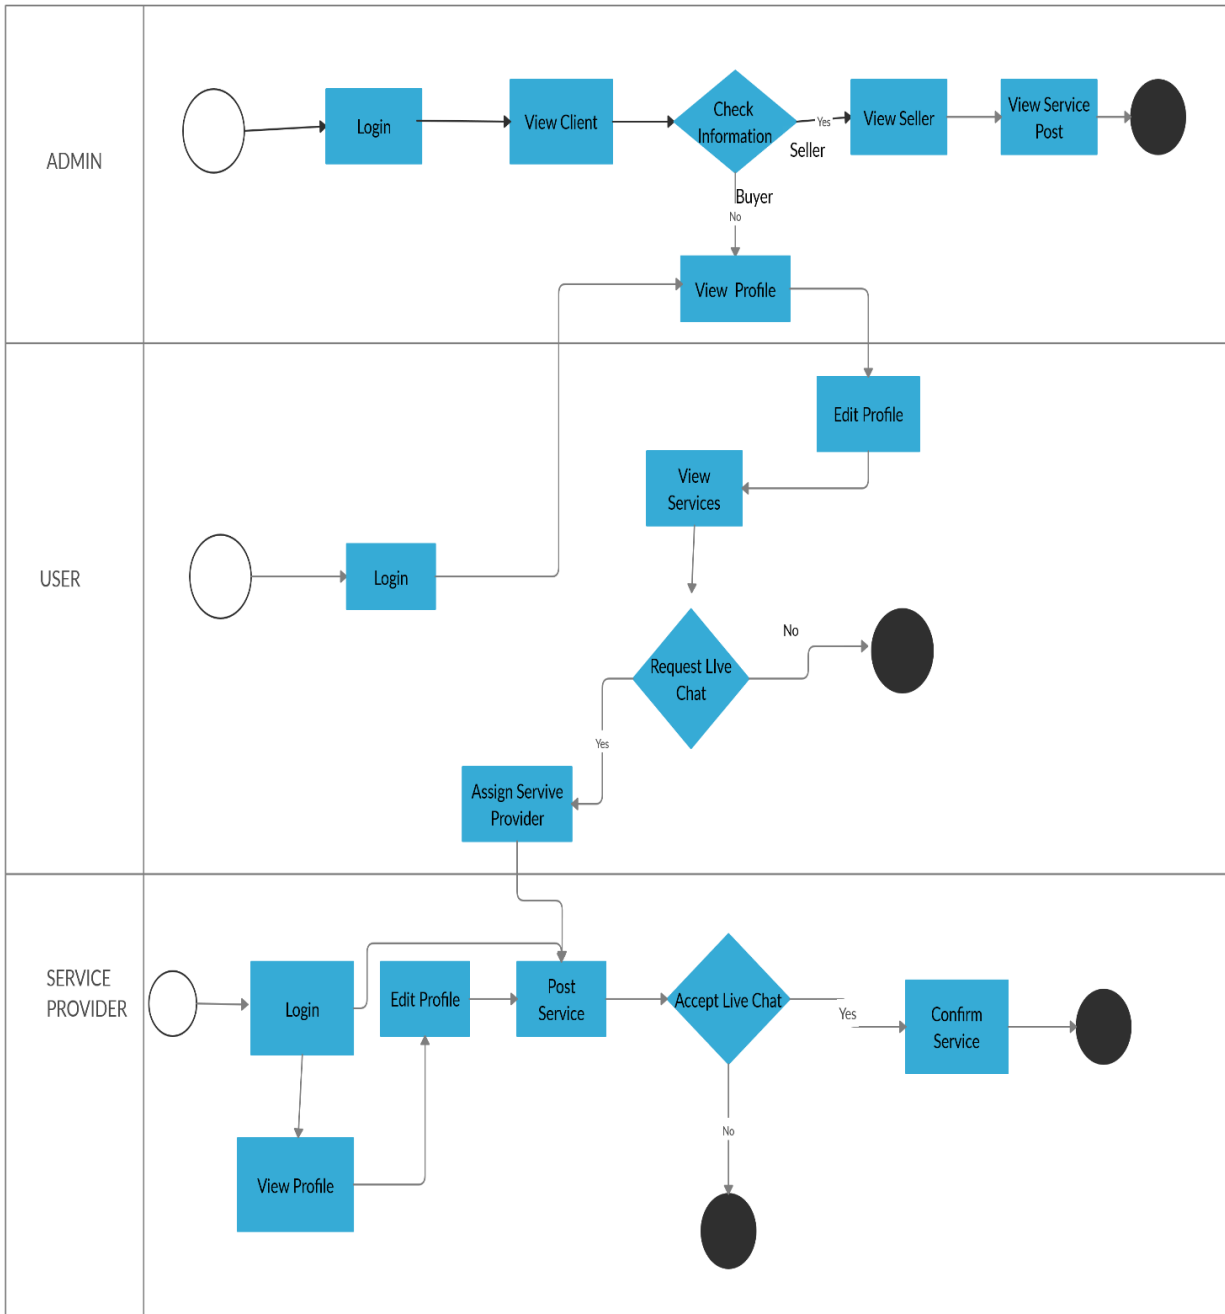 ADMIN
Login
View Client
Check
Information
Yes
Seller
View Seller
View Service
Post
Buyer
No
View  Profile
USER
Edit Profile
View
Services
Login
Request LIve
Chat
No
Yes
Assign Servive
Provider
SERVICE
PROVIDER
Login
Edit Profile
Post
Service
Accept Live Chat
Yes
Confirm
Service
No
View Profile